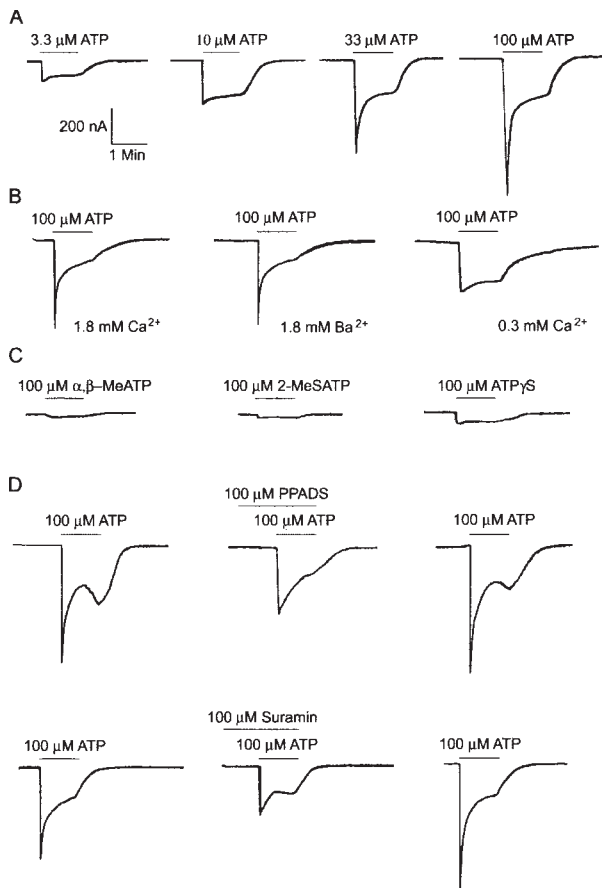 A
3.3 µM ATP 10 µM ATP 33 µM ATP 100 µM ATP
200 nA
1 Min
B
100 µM ATP 100 µM ATP 100 µM ATP
1.8 mM Ca²⁺ 1.8 mM Ba²⁺ 0.3 mM Ca²⁺
C
100 µM α,β–MeATP 100 µM 2-MeSATP 100 µM ATPγS
D
100 µM PPADS
100 µM ATP 100 µM ATP 100 µM ATP
100 µM Suramin
100 µM ATP 100 µM ATP 100 µM ATP